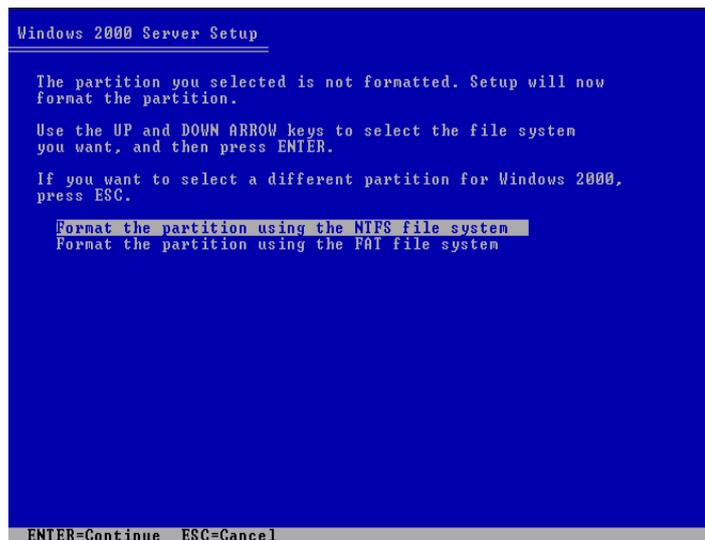 Windows 2000 Server Setup
The partition you selected is not formatted. Setup will now
format the partition.
Use the UP and DOWN ARROW keys to select the file system
you want, and then press ENTER.
If you want to select a different partition for Windows 2000,
press ESC.
Format the partition using the NTFS file system
Format the partition using the FAT file system
ENTER=Continue ESC=Cancel